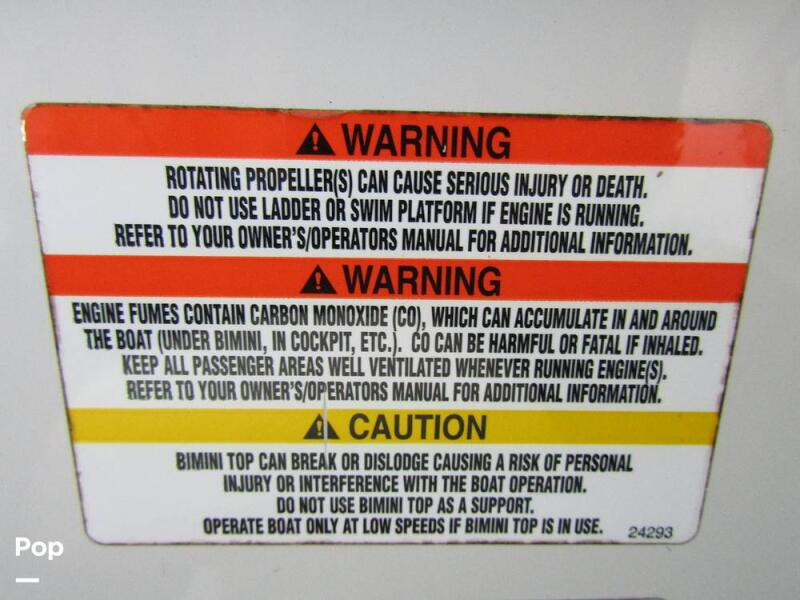 WARNING
ROTATING PROPELLER(S) CAN CAUSE SERIOUS INJURY OR DEATH.
DO NOT USE LADDER OR SWIM PLATFORM IF ENGINE IS RUNNING.
REFER TO YOUR OWNER'S/OPERATORS MANUAL FOR ADDITIONAL INFORMATION.
WARNING
ENGINE FUMES CONTAIN CARBON MONOXIDE (CO), WHICH CAN ACCUMULATE IN AND AROUND
THE BOAT (UNDER BIMINI, IN COCKPIT, ETC.). CO CAN BE HARMFUL OR FATAL IF INHALED.
KEEP ALL PASSENGER AREAS WELL VENTILATED WHENEVER RUNNING ENGINE(S).
REFER TO YOUR OWNER'S/OPERATORS MANUAL FOR ADDITIONAL INFORMATION.
CAUTION
BIMINI TOP CAN BREAK OR DISLODGE CAUSING A RISK OF PERSONAL
INJURY OR INTERFERENCE WITH THE BOAT OPERATION.
DO NOT USE BIMINI TOP AS A SUPPORT.
OPERATE BOAT ONLY AT LOW SPEEDS IF BIMINI TOP IS IN USE. 24293
Pop